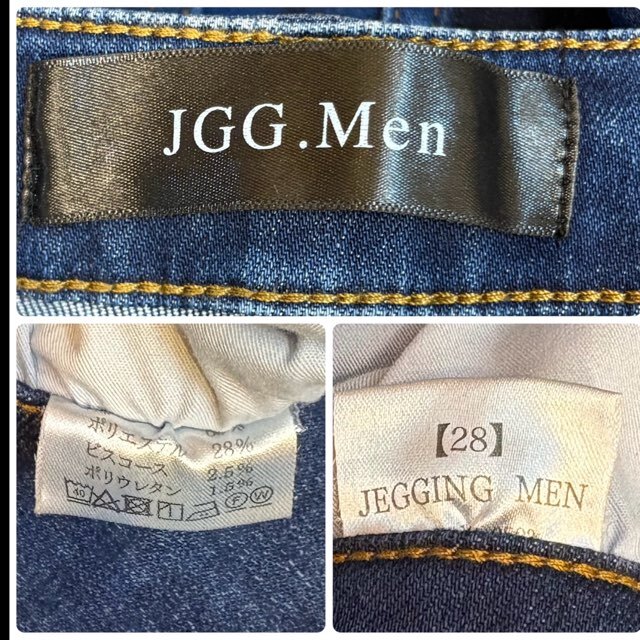 JGG.Men
ポリエステル 28%
ビスコース 2.5%
ポリウレタン 1.5%
40 F W
【28】
JEGGING MEN